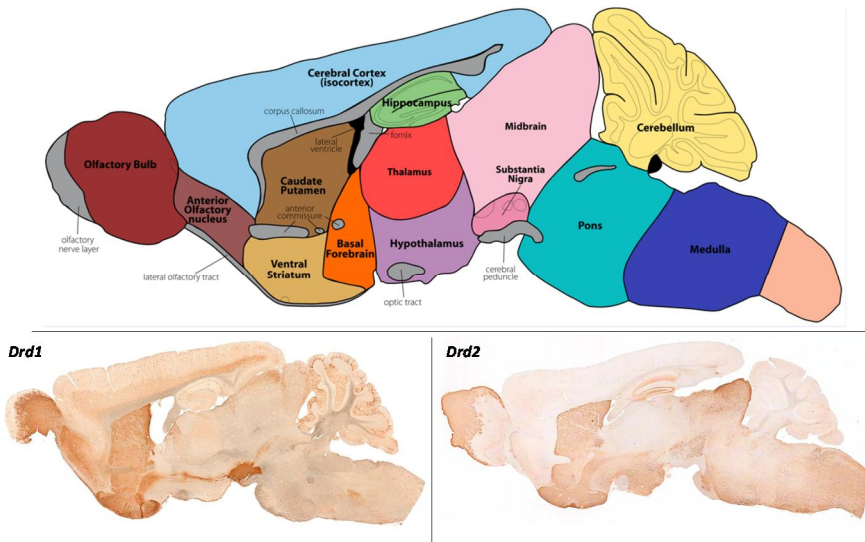 Cerebral Cortex
(isocortex)
corpus callosum
Hippocampus
lateral
ventricle
fornix
Midbrain
Cerebellum
Olfactory Bulb
Caudate
Putamen
Thalamus
Substantia
Nigra
Anterior
Olfactory
nucleus
anterior
commissure
olfactory
nerve layer
Basal
Forebrain
Hypothalamus
Pons
Medulla
lateral olfactory tract
Ventral
Striatum
cerebral
peduncle
optic tract
Drd1
Drd2